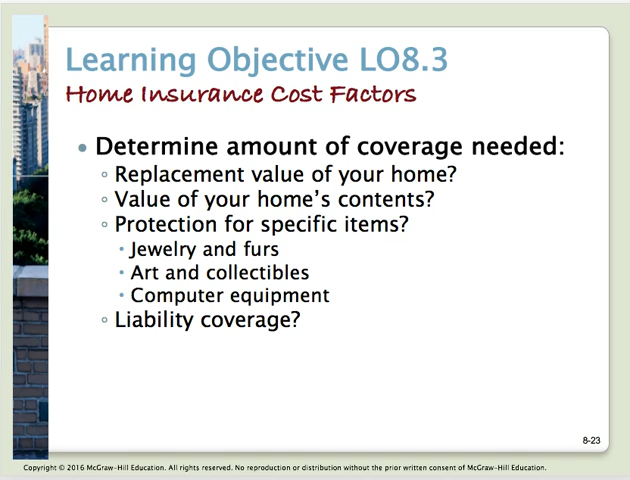 Learning Objective LO8.3
Home Insurance Cost Factors
• Determine amount of coverage needed:
◦ Replacement value of your home?
◦ Value of your home's contents?
◦ Protection for specific items?
• Jewelry and furs
• Art and collectibles
• Computer equipment
◦ Liability coverage?
8-23
Copyright © 2016 McGraw-Hill Education. All rights reserved. No reproduction or distribution without the prior written consent of McGraw-Hill Education.